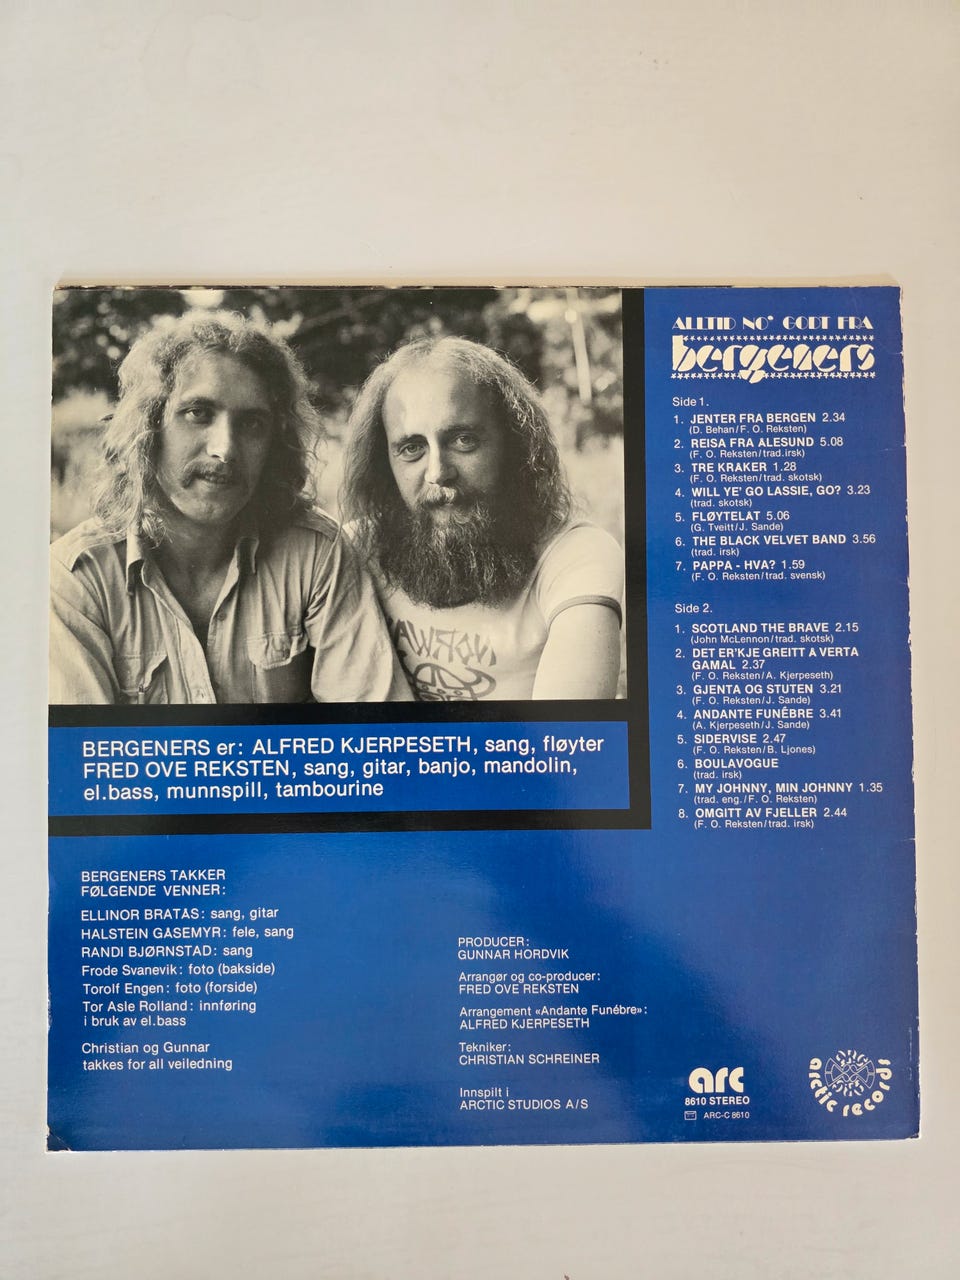 ALLTID NO' GODT FRA
bergeners
Side 1.
1. JENTER FRA BERGEN 2.34
(D. Behan/F. O. Reksten)
2. REISA FRA ALESUND 5.08
(F. O. Reksten/trad.irsk)
3. TRE KRAKER 1.28
(F. O. Reksten/trad. skotsk)
4. WILL YE' GO LASSIE, GO? 3.23
(trad. skotsk)
5. FLØYTELAT 5.06
(G. Tveitt/J. Sande)
6. THE BLACK VELVET BAND 3.56
(trad. irsk)
7. PAPPA - HVA? 1.59
(F. O. Reksten/trad. svensk)
Side 2.
1. SCOTLAND THE BRAVE 2.15
(John McLennon/trad. skotsk)
2. DET ER'KJE GREITT A VERTA
GAMAL 2.37
(F. O. Reksten/A. Kjerpeseth)
3. GJENTA OG STUTEN 3.21
(F. O. Reksten/J. Sande)
4. ANDANTE FUNÉBRE 3.41
(A. Kjerpeseth/J. Sande)
5. SIDERVISE 2.47
(F. O. Reksten/B. Ljones)
6. BOULAVOGUE
(trad. irsk)
7. MY JOHNNY, MIN JOHNNY 1.35
(trad. eng./F. O. Reksten)
8. OMGITT AV FJELLER 2.44
(F. O. Reksten/trad. irsk)
BERGENERS er: ALFRED KJERPESETH, sang, fløyter
FRED OVE REKSTEN, sang, gitar, banjo, mandolin,
el.bass, munnspill, tambourine
BERGENERS TAKKER
FØLGENDE VENNER:
ELLINOR BRATAS: sang, gitar
HALSTEIN GASEMYR: fele, sang
RANDI BJØRNSTAD: sang
Frode Svanevik: foto (bakside)
Torolf Engen: foto (forside)
Tor Asle Rolland: innføring
i bruk av el.bass
Christian og Gunnar
takkes for all veiledning
PRODUCER:
GUNNAR HORDVIK
Arrangør og co-producer:
FRED OVE REKSTEN
Arrangement «Andante Funébre»:
ALFRED KJERPESETH
Tekniker:
CHRISTIAN SCHREINER
Innspilt i
ARCTIC STUDIOS A/S
arc
8610 STEREO
ARC-C 8610
arctic records